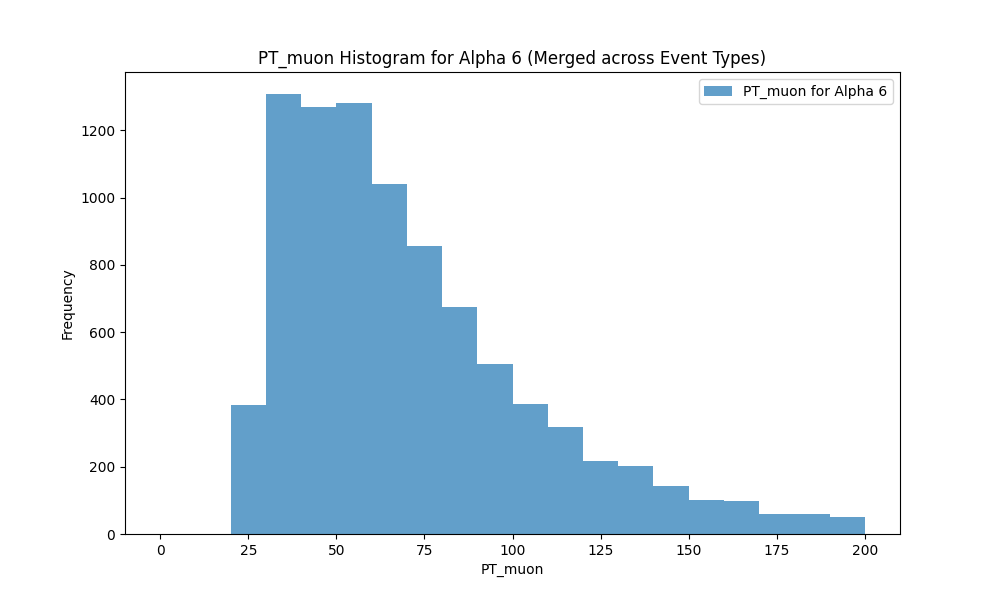 PT_muon Histogram for Alpha 6 (Merged across Event Types)
PT_muon for Alpha 6
1200
1000
800
600
400
200
0
Frequency
0 25 50 75 100 125 150 175 200
PT_muon